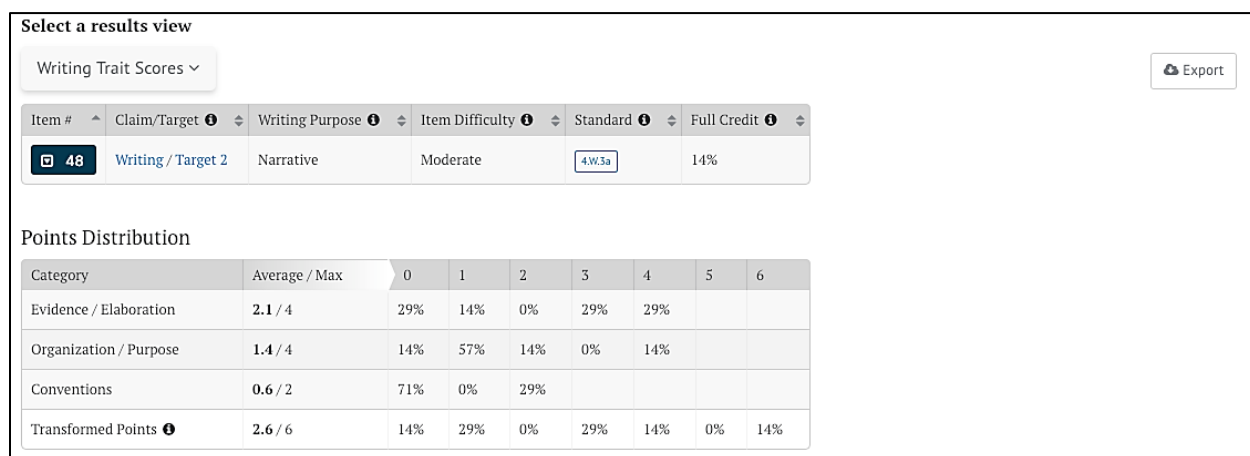 Select a results view
Writing Trait Scores
Export
Item # Claim/Target Writing Purpose Item Difficulty Standard Full Credit
48 Writing / Target 2 Narrative Moderate 4.W.3a 14%
Points Distribution
Category Average / Max 0 1 2 3 4 5 6
Evidence / Elaboration 2.1 / 4 29% 14% 0% 29% 29%
Organization / Purpose 1.4 / 4 14% 57% 14% 0% 14%
Conventions 0.6 / 2 71% 0% 29%
Transformed Points 2.6 / 6 14% 29% 0% 29% 14% 0% 14%